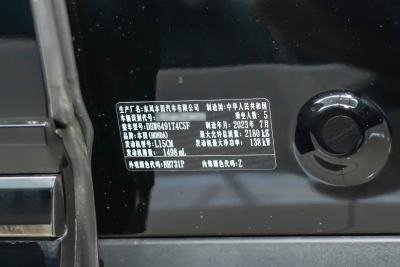 生产厂名:东风本田汽车有限公司 制造国:中华人民共和国
车辆识别代号: 乘坐人数:5
整车型号:DHW6491T4CSF 制造年月:2023 年 7月
品牌:本田(HONDA) 最大允许总质量:2180 kg
发动机型号:L15CM 发动机最大净功率:138 kW
发动机排量:1498 mL
外观颜色代码:NH731P 内饰颜色代码:Z